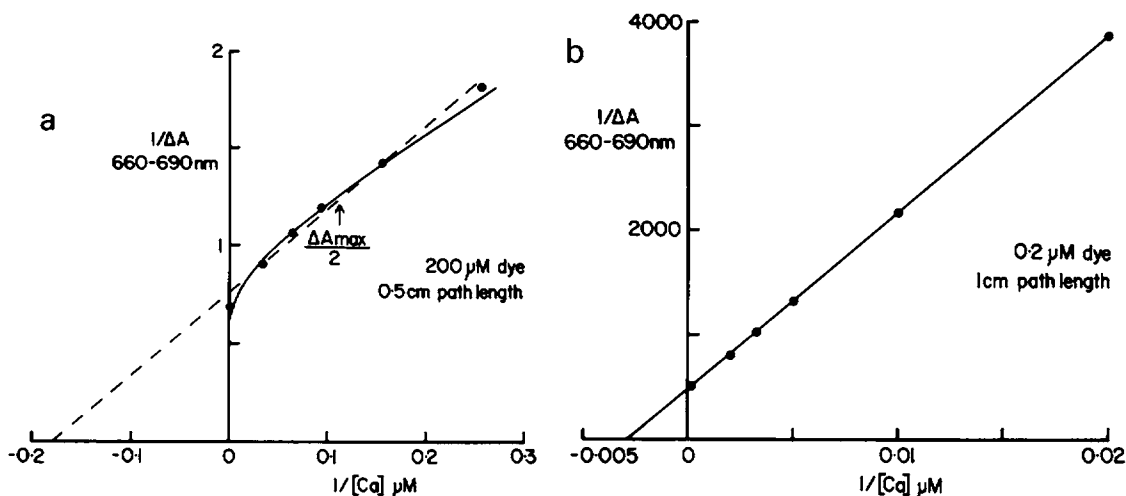 a
2
1/ΔA
660-690nm
1
ΔAmax
2
200 μM dye
0·5cm path length
-0·2
-0·1
0
0·1
0·2
0·3
1/[Ca] μM
b
4000
1/ΔA
660-690nm
2000
0·2 μM dye
1cm path length
0
-0·005
0
0·01
0·02
1/[Ca] μM